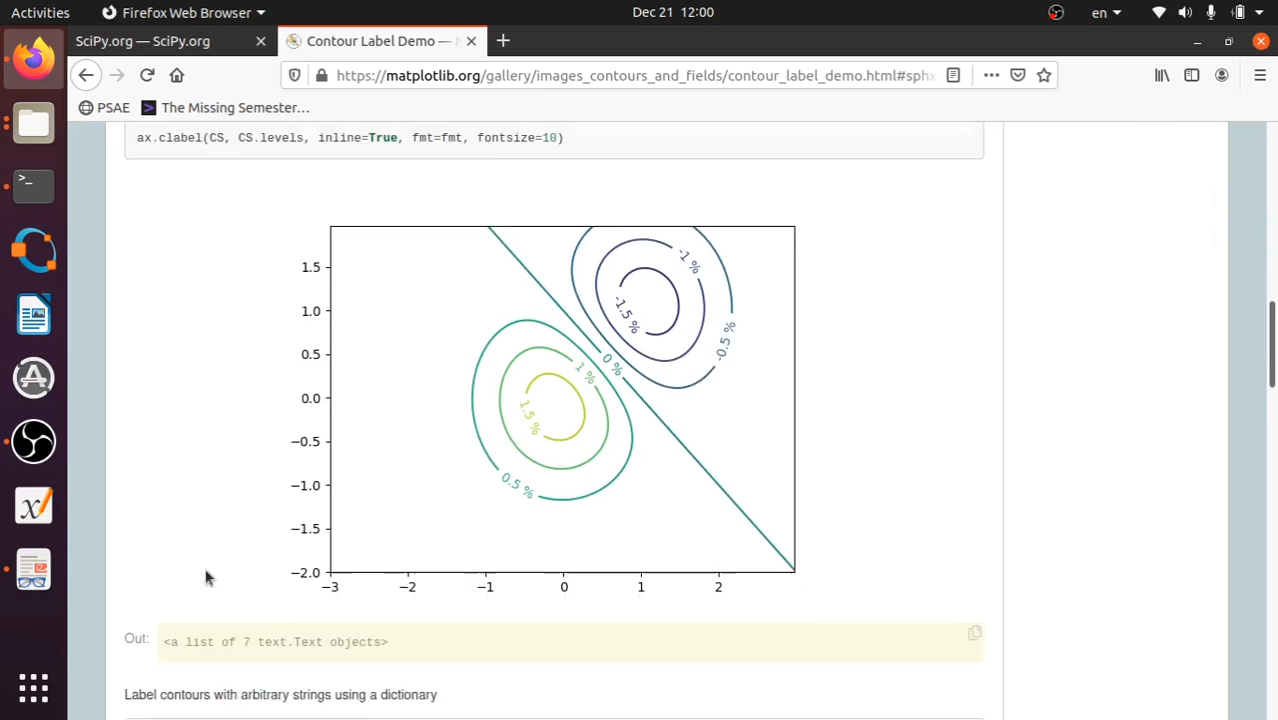 Activities Firefox Web Browser Dec 21 12:00 en
SciPy.org — SciPy.org Contour Label Demo —
https://matplotlib.org/gallery/images_contours_and_fields/contour_label_demo.html#sphx
PSAE The Missing Semester…
ax.clabel(CS, CS.levels, inline=True, fmt=fmt, fontsize=10)
1.5
1.0
0.5
0.0
−0.5
−1.0
−1.5
−2.0
−3 −2 −1 0 1 2
-1 %
-1.5 %
-0.5 %
0 %
1 %
1.5 %
0.5 %
Out: <a list of 7 text.Text objects>
Label contours with arbitrary strings using a dictionary